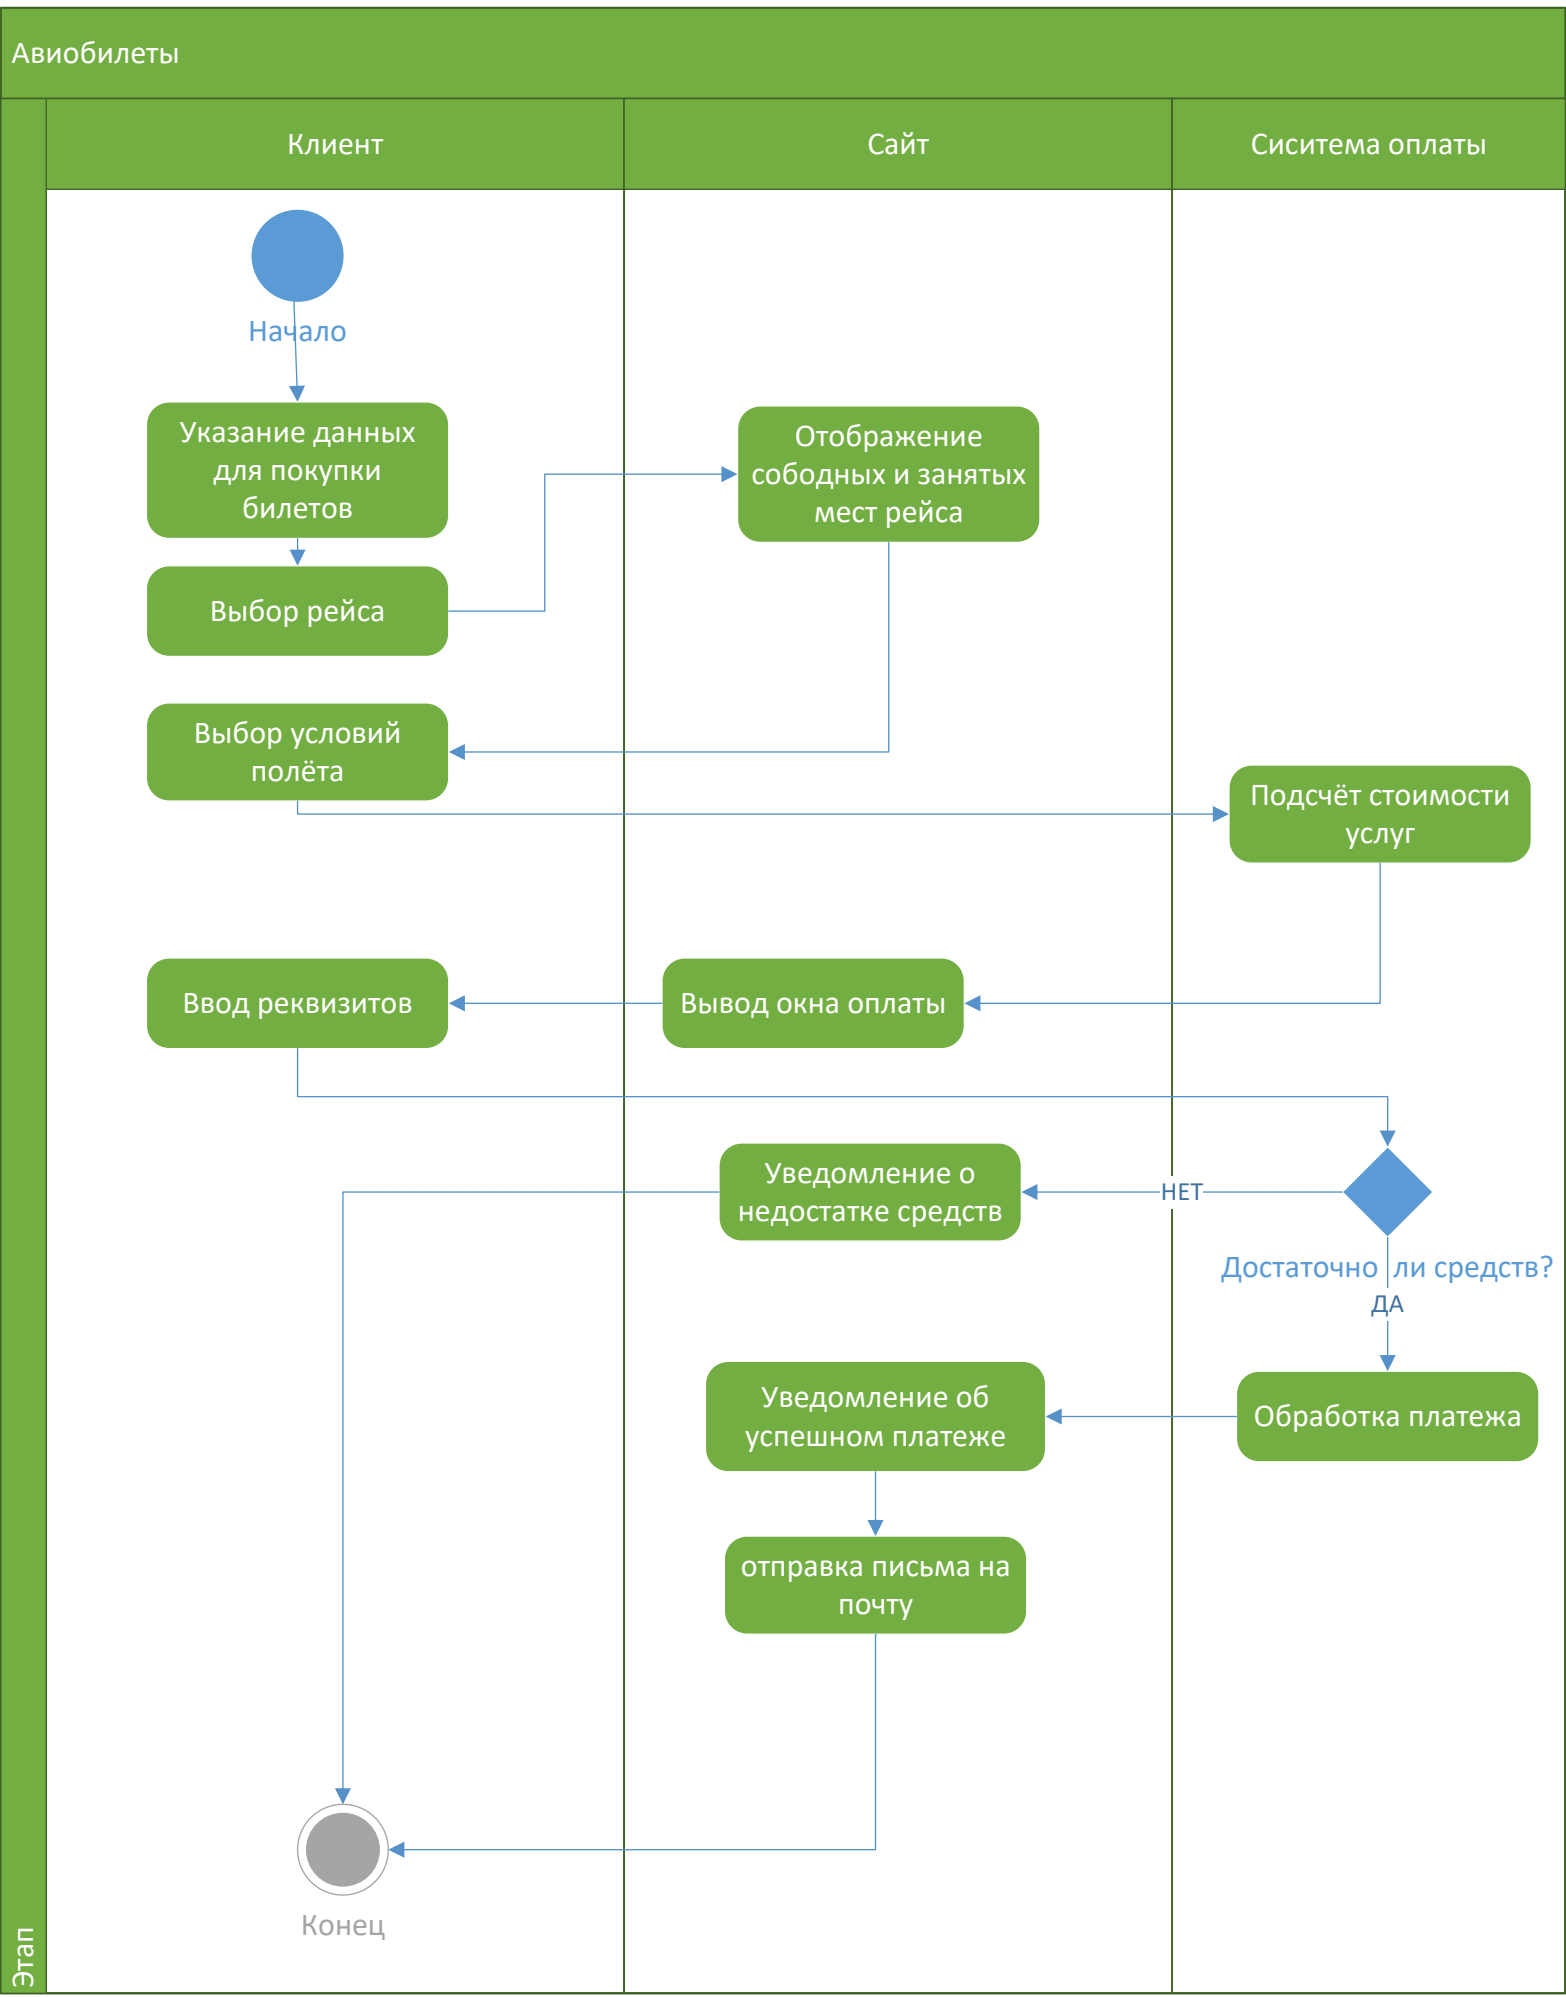 Авиобилеты
Клиент
Сайт
Сиситема оплаты
Начало
Указание данных
для покупки
билетов
Отображение
сободных и занятых
мест рейса
Выбор рейса
Выбор условий
полёта
Подсчёт стоимости
услуг
Ввод реквизитов
Вывод окна оплаты
Уведомление о
недостатке средств
НЕТ
Достаточно ли средств?
ДА
Уведомление об
успешном платеже
Обработка платежа
отправка письма на
почту
Конец
Этап